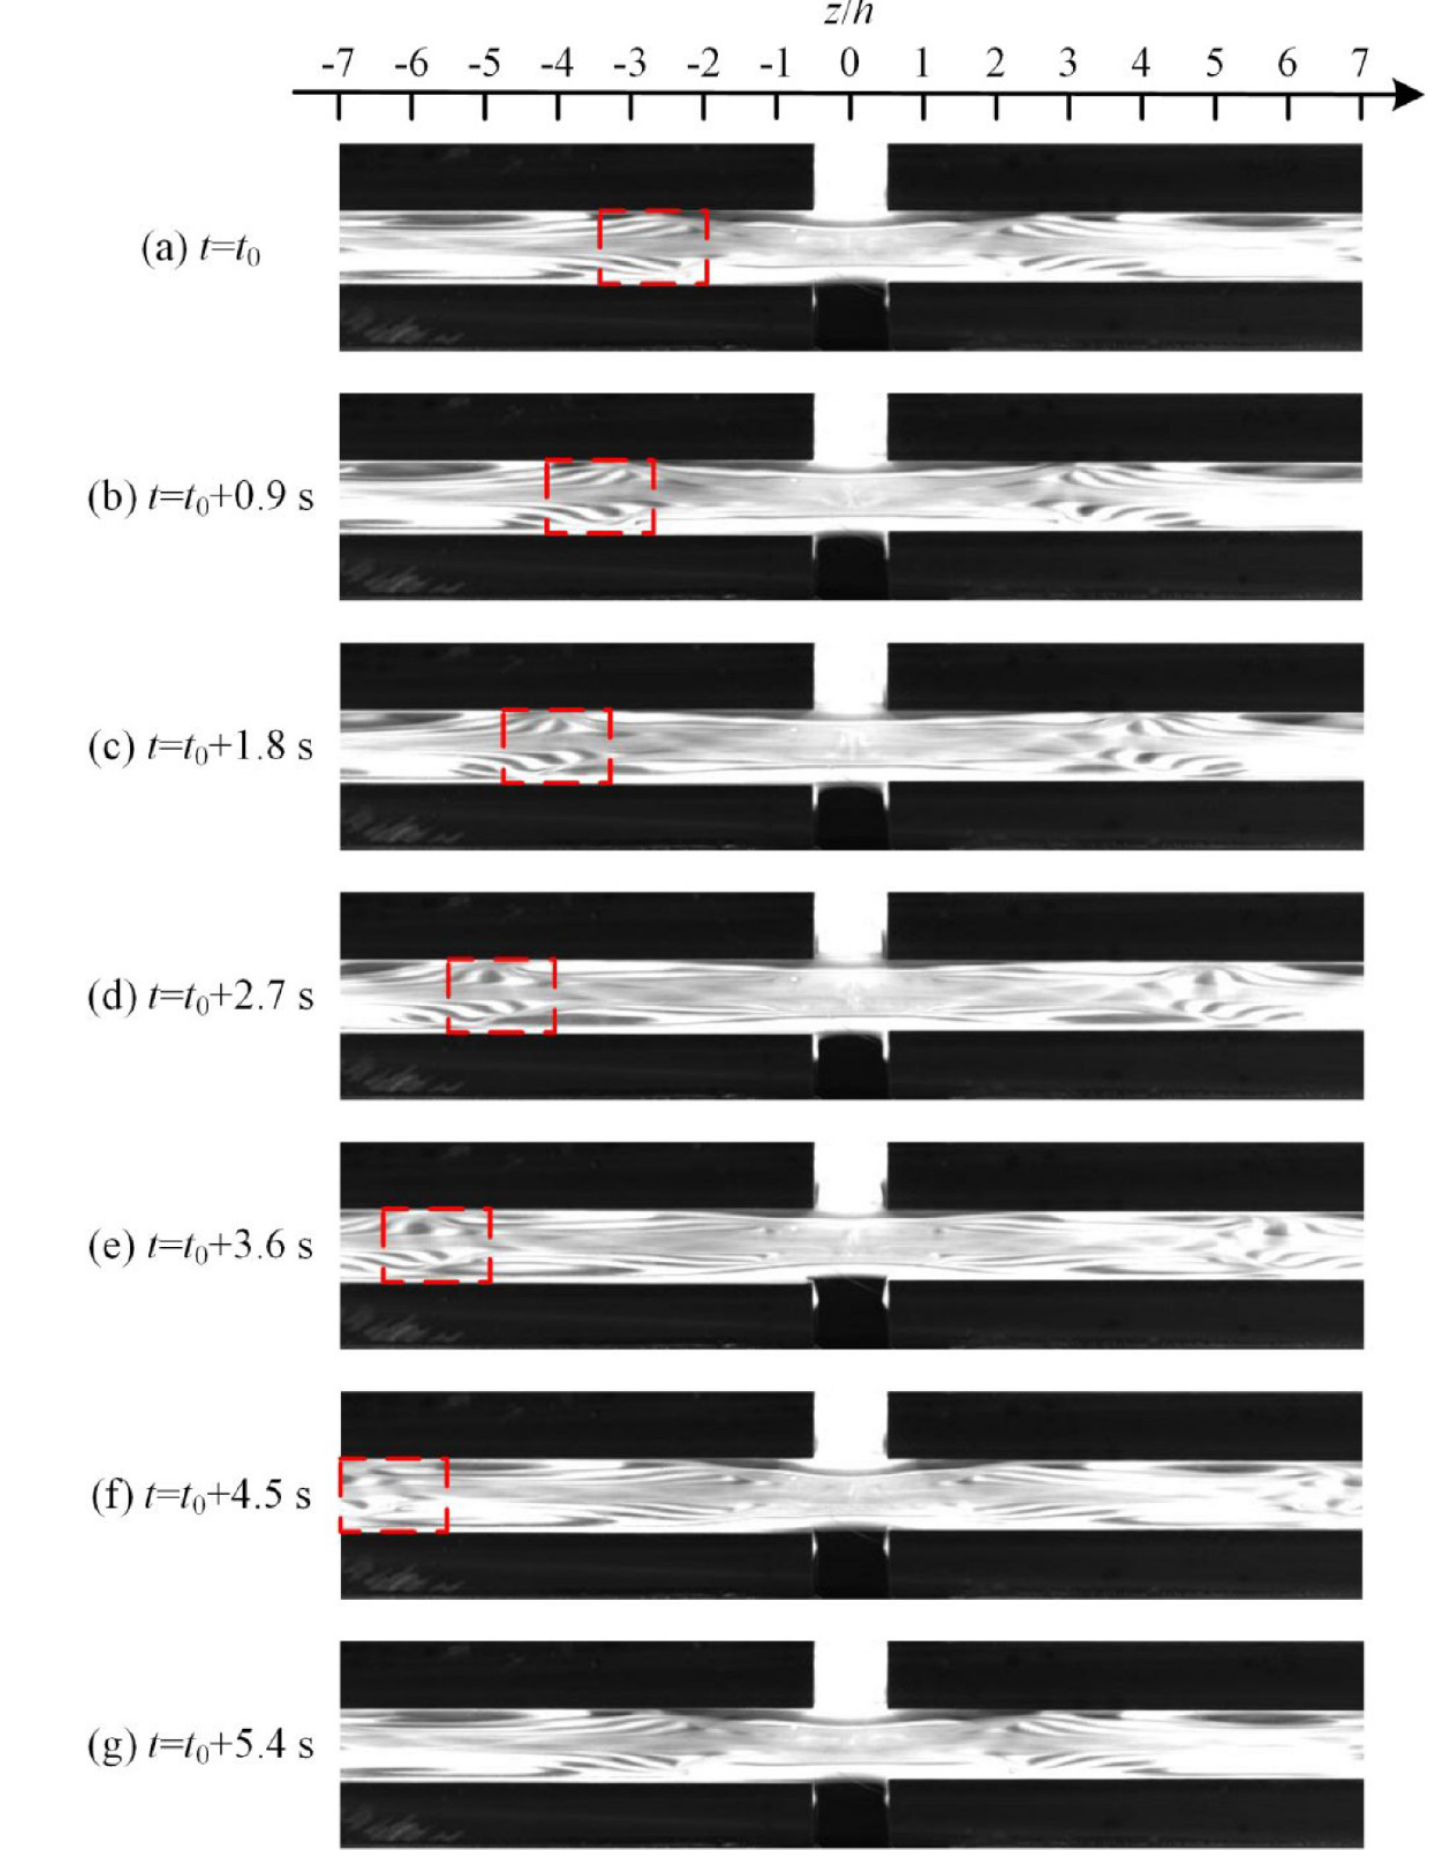 z/h
-7 -6 -5 -4 -3 -2 -1 0 1 2 3 4 5 6 7
(a) t=t0
(b) t=t0+0.9 s
(c) t=t0+1.8 s
(d) t=t0+2.7 s
(e) t=t0+3.6 s
(f) t=t0+4.5 s
(g) t=t0+5.4 s